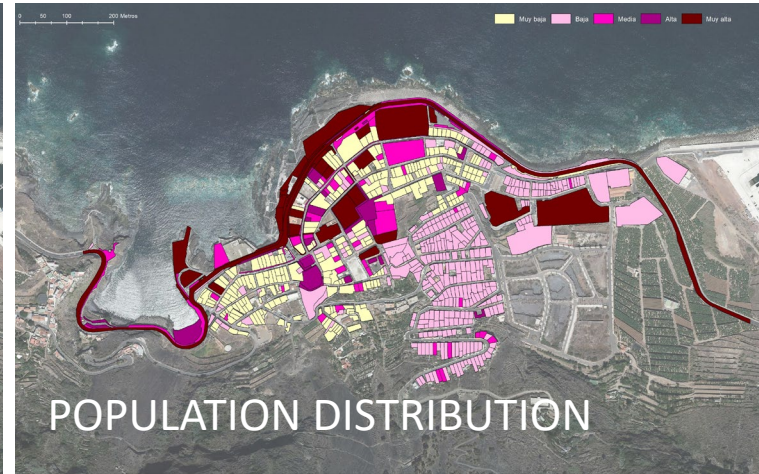 0 50 100 200 Metros
Muy baja Baja Media Alta Muy alta
POPULATION DISTRIBUTION